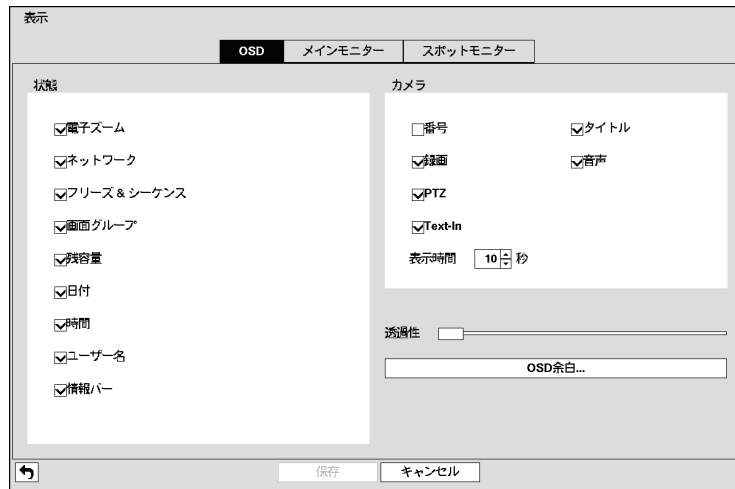 表示
OSD メインモニター スポットモニター
状態
電子ズーム
ネットワーク
フリーズ & シーケンス
画面グループ
残容量
日付
時間
ユーザー名
情報バー
カメラ
番号 タイトル
録画 音声
PTZ
Text-In
表示時間 10 秒
透過性
OSD余白...
保存 キャンセル